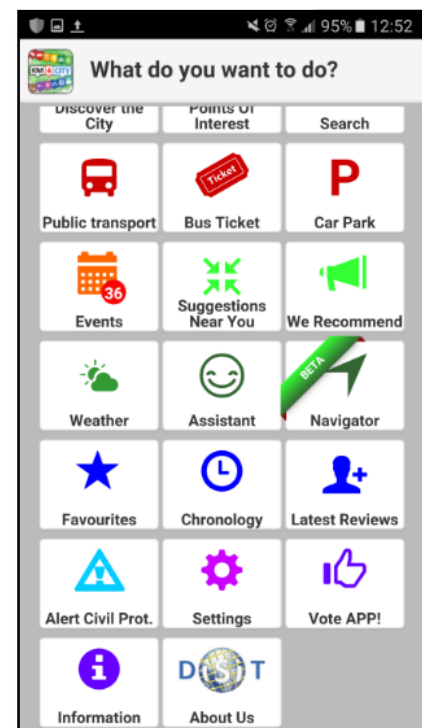 95% 12:52
KM4CITY
What do you want to do?
Discover the
City
Points Of
Interest
Search
Public transport
Ticket
Bus Ticket
P
Car Park
36
Events
Suggestions
Near You
We Recommend
Weather
Assistant
BETA
Navigator
Favourites
Chronology
Latest Reviews
Alert Civil Prot.
Settings
Vote APP!
i
Information
DISIT
About Us